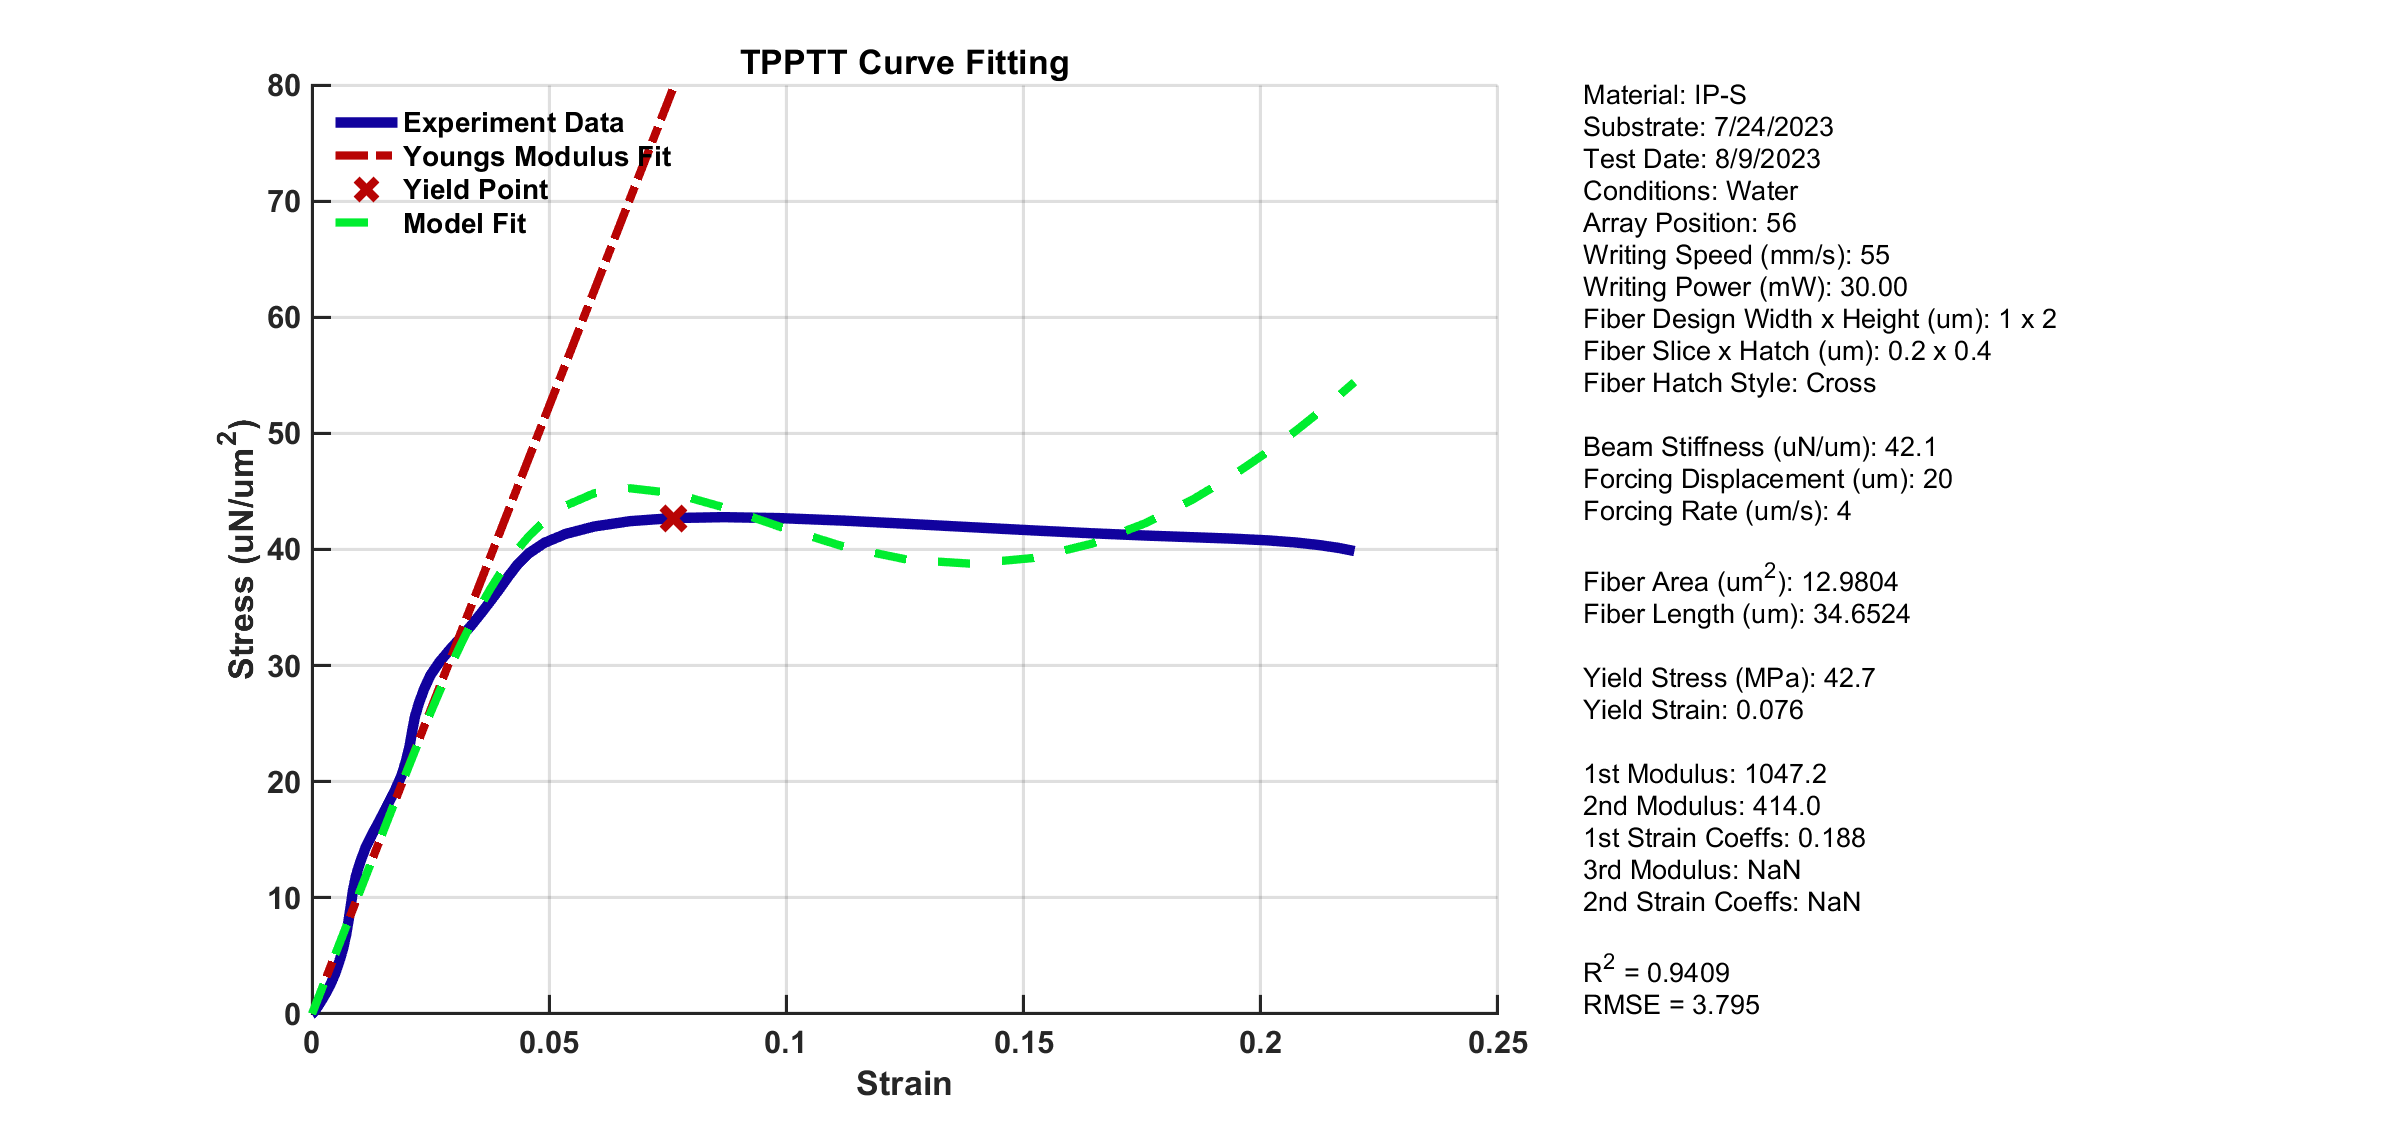 TPPTT Curve Fitting
80
70
60
50
40
30
20
10
0
Stress (uN/um²)
Experiment Data
Youngs Modulus Fit
Yield Point
Model Fit
0 0.05 0.1 0.15 0.2 0.25
Strain
Material: IP-S
Substrate: 7/24/2023
Test Date: 8/9/2023
Conditions: Water
Array Position: 56
Writing Speed (mm/s): 55
Writing Power (mW): 30.00
Fiber Design Width x Height (um): 1 x 2
Fiber Slice x Hatch (um): 0.2 x 0.4
Fiber Hatch Style: Cross
Beam Stiffness (uN/um): 42.1
Forcing Displacement (um): 20
Forcing Rate (um/s): 4
Fiber Area (um²): 12.9804
Fiber Length (um): 34.6524
Yield Stress (MPa): 42.7
Yield Strain: 0.076
1st Modulus: 1047.2
2nd Modulus: 414.0
1st Strain Coeffs: 0.188
3rd Modulus: NaN
2nd Strain Coeffs: NaN
R² = 0.9409
RMSE = 3.795